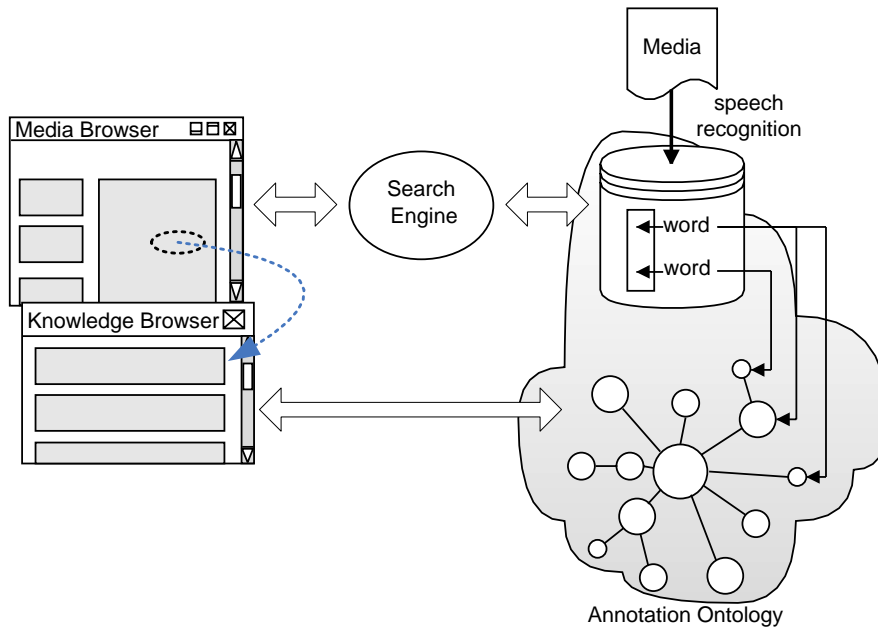 Media
speech
recognition
Media Browser
Search
Engine
word
word
Knowledge Browser
Annotation Ontology